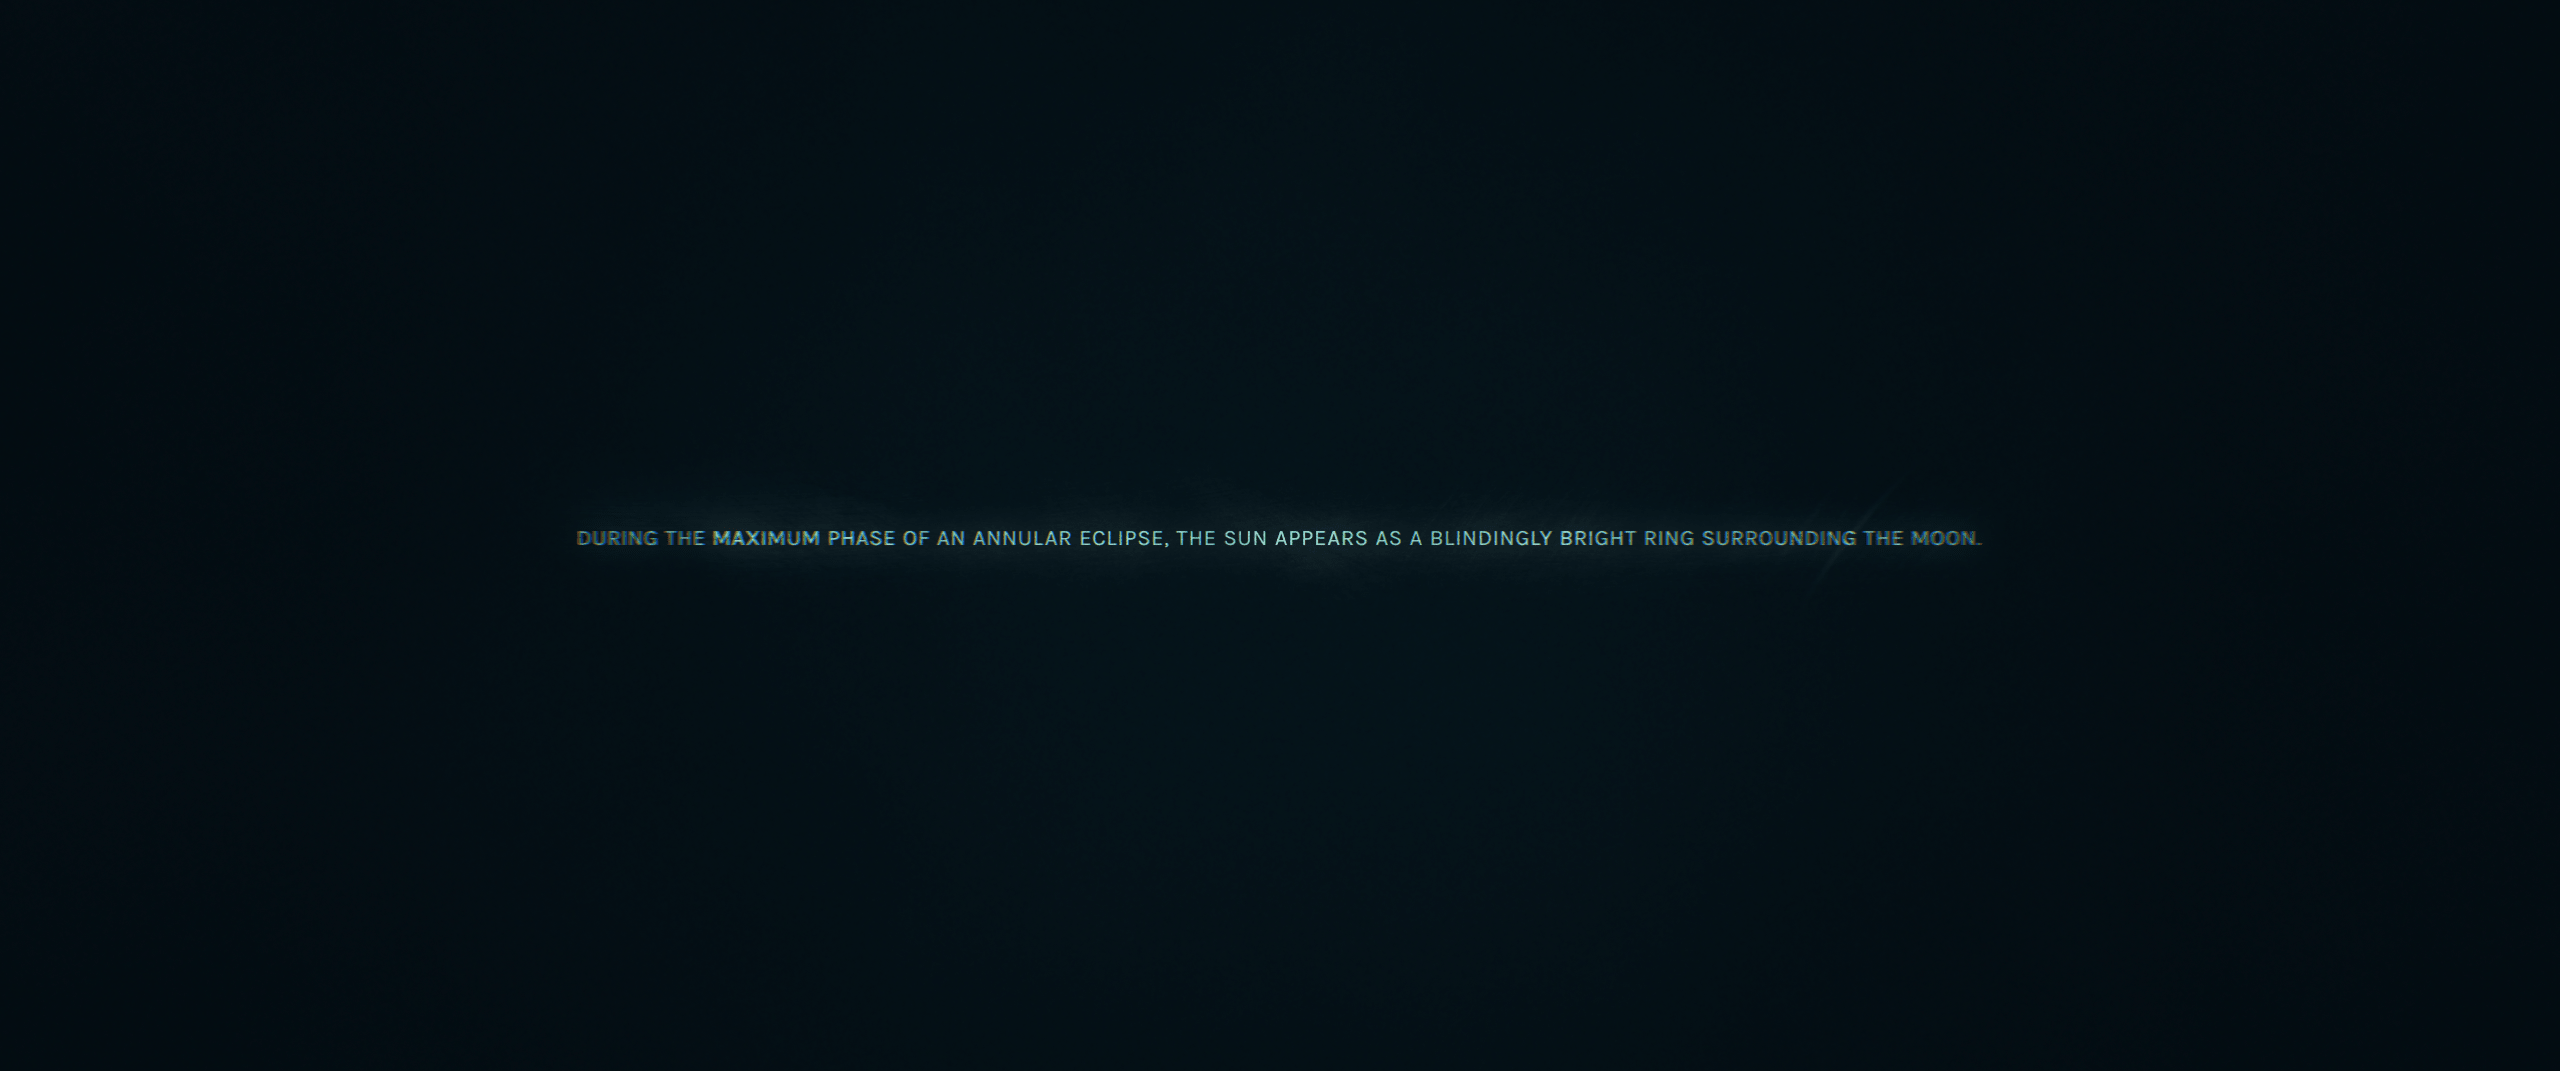 DURING THE MAXIMUM PHASE OF AN ANNULAR ECLIPSE, THE SUN APPEARS AS A BLINDINGLY BRIGHT RING SURROUNDING THE MOON.